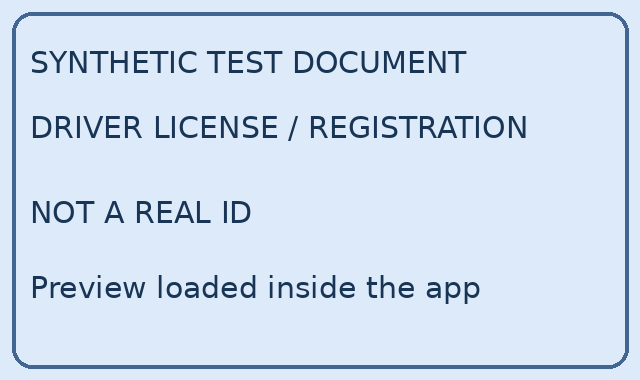 SYNTHETIC TEST DOCUMENT
DRIVER LICENSE / REGISTRATION
NOT A REAL ID
Preview loaded inside the app